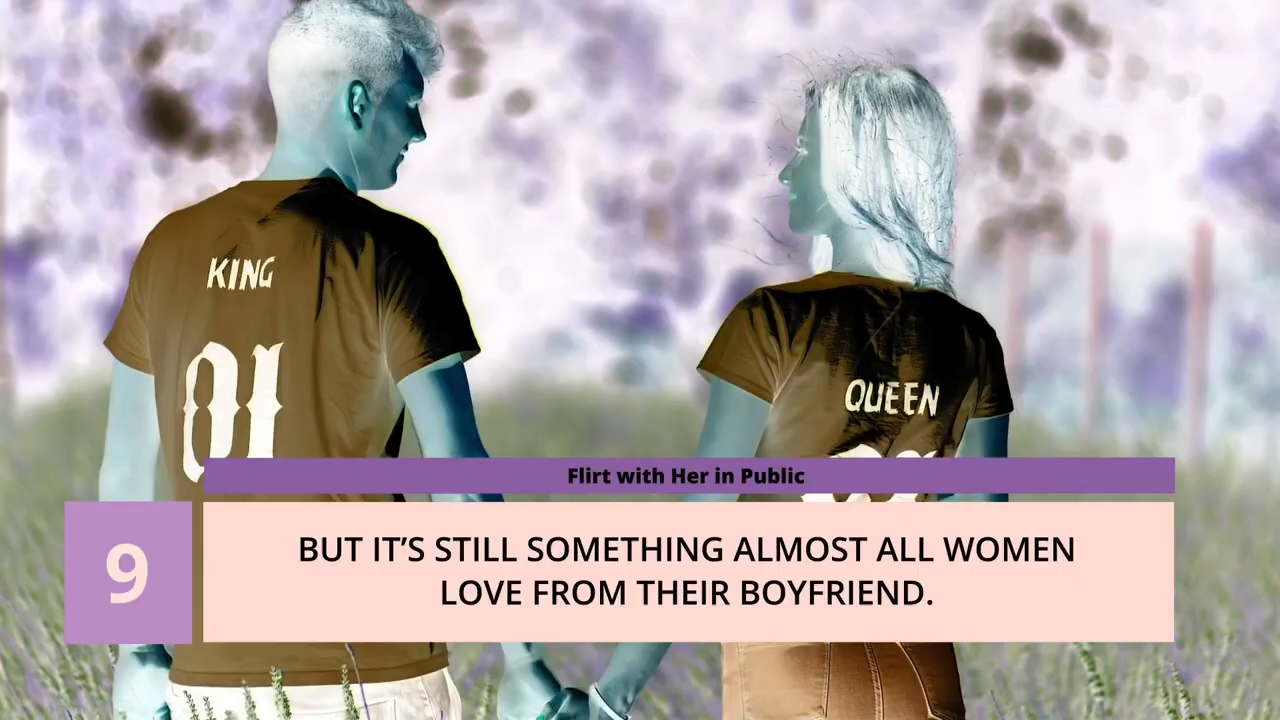 KING
01
QUEEN
Flirt with Her in Public
9
BUT IT’S STILL SOMETHING ALMOST ALL WOMEN
LOVE FROM THEIR BOYFRIEND.